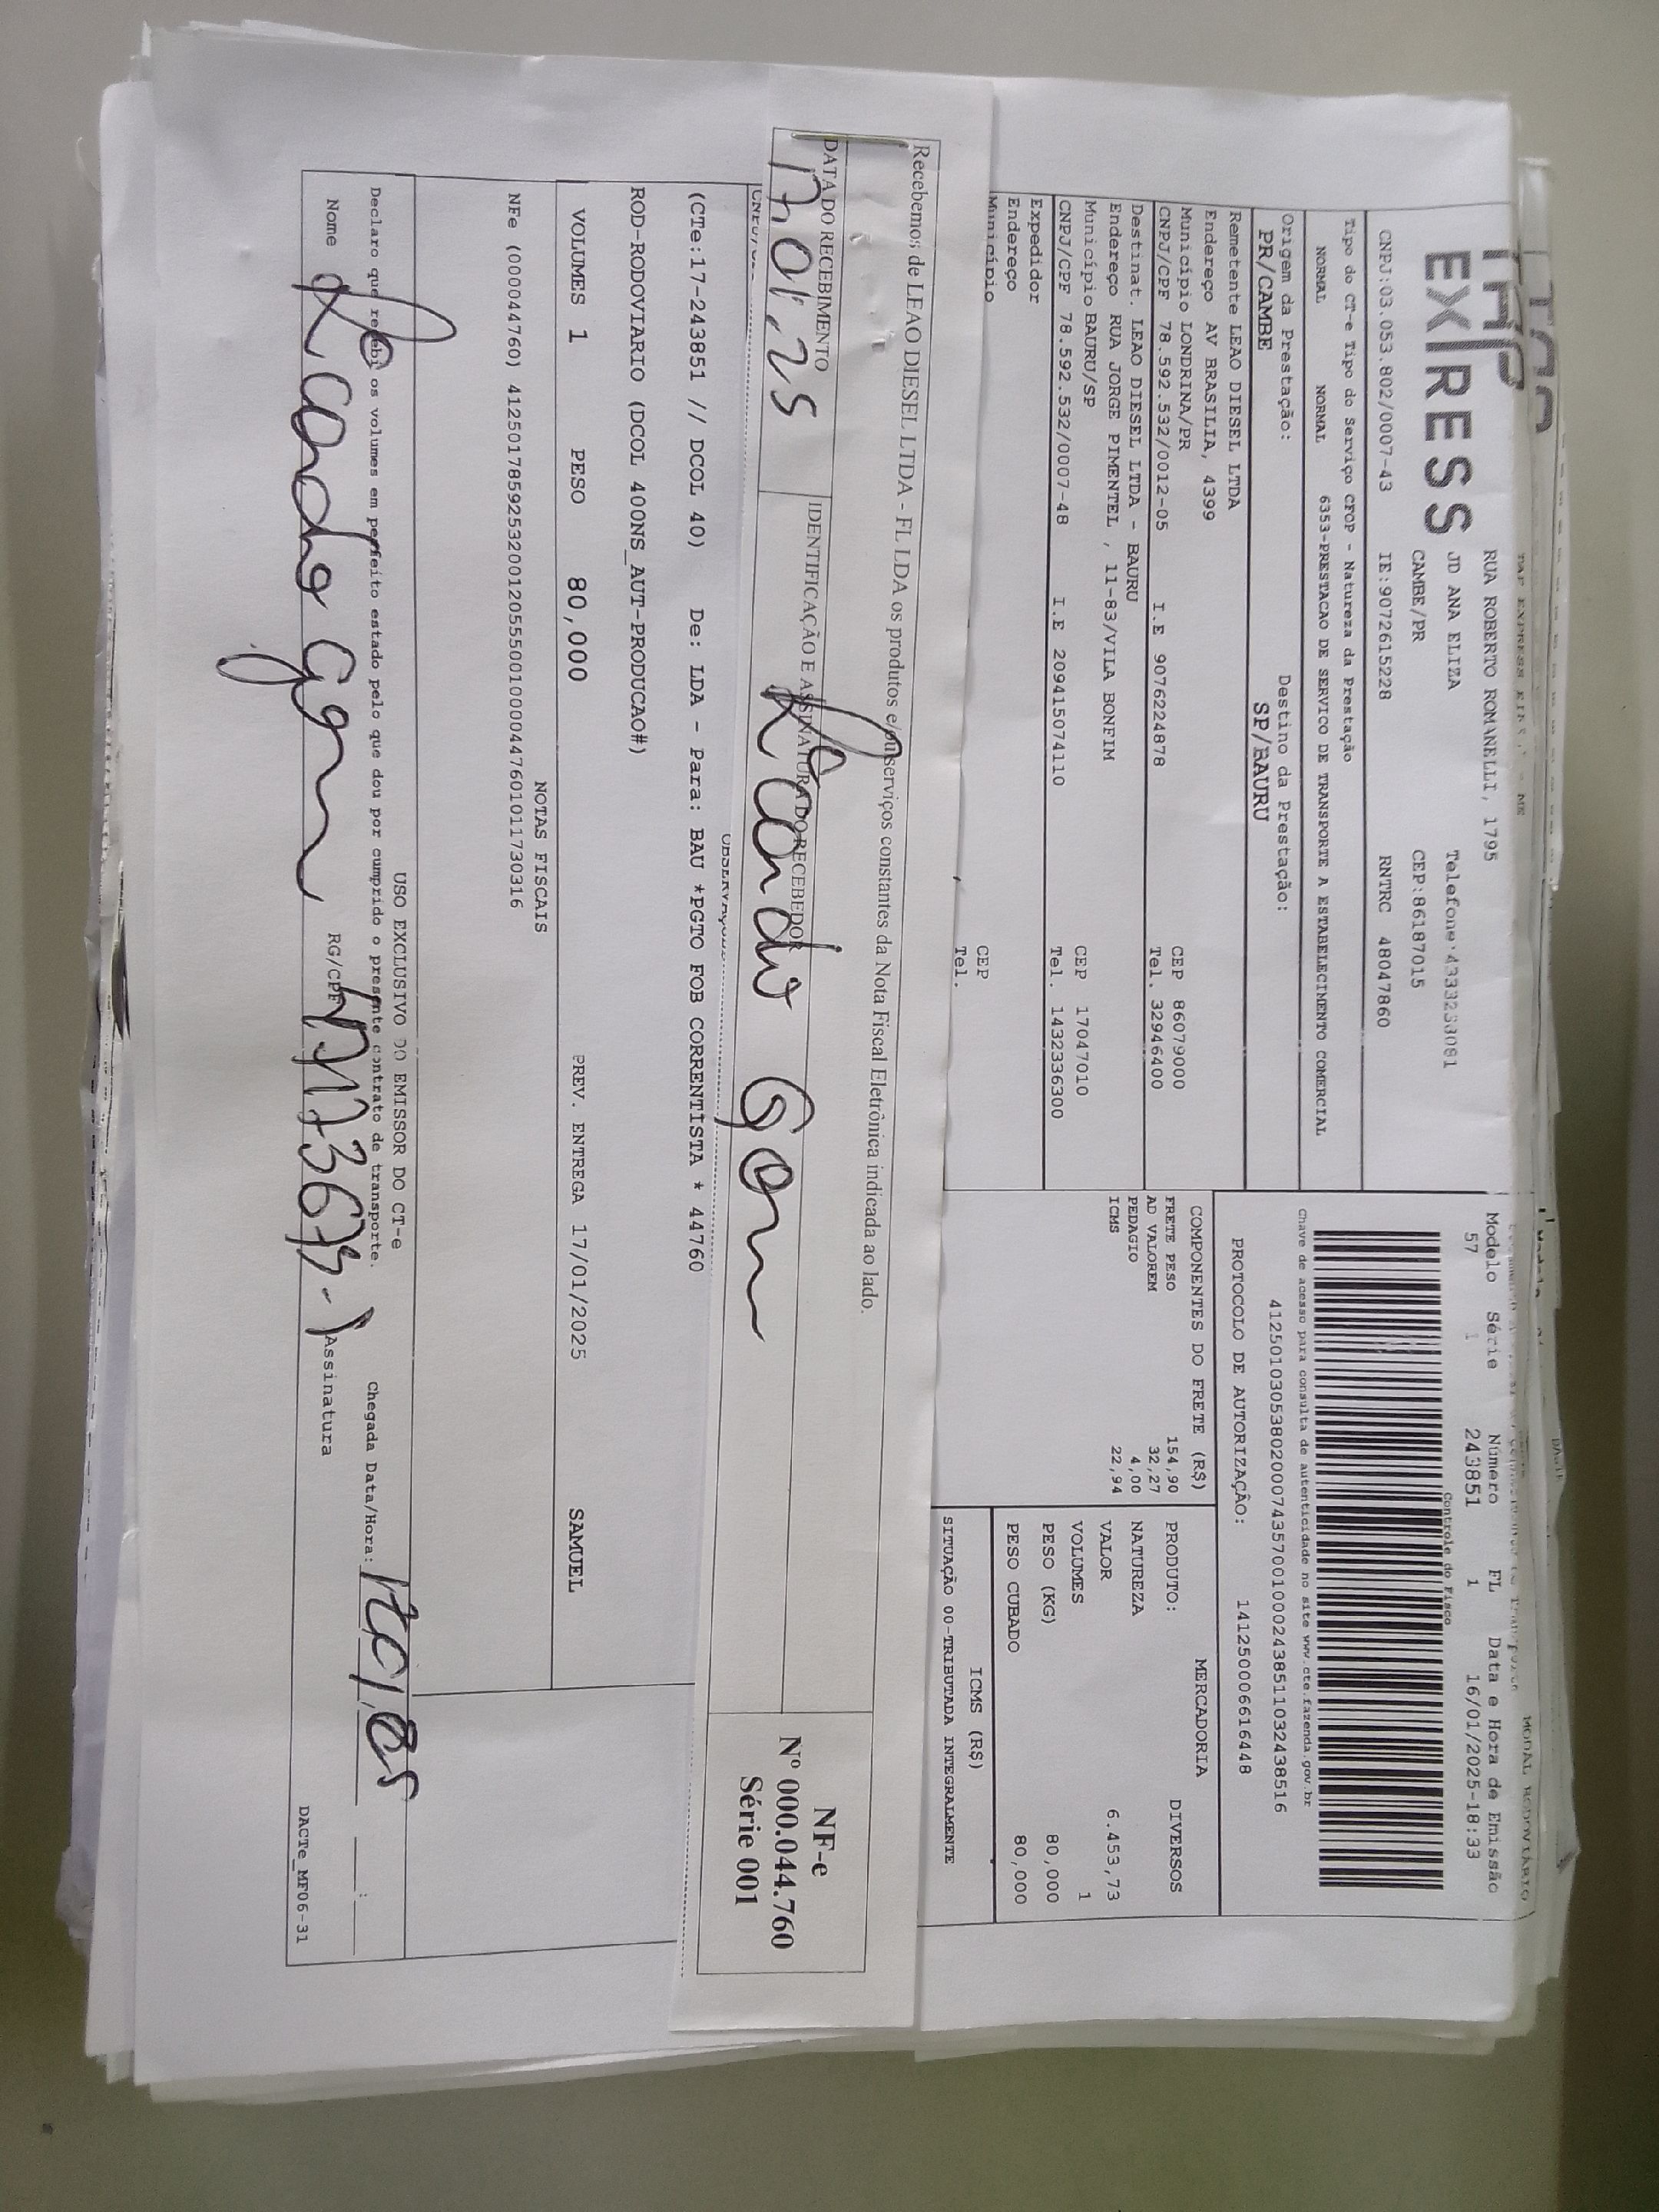 EXPRESS
RUA ROBERTO ROMANELLI, 1795
JD ANA ELIZA
Telefone:4333238081
CAMBE/PR
CEP:86187015
CNPJ:03.053.802/0007-43 IE:9072615228 RNTRC 48047860
Tipo do CT-e Tipo do Serviço CFOP - Natureza da Prestação
NORMAL NORMAL 6353-PRESTACAO DE SERVICO DE TRANSPORTE A ESTABELECIMENTO COMERCIAL
Origem da Prestação: Destino da Prestação:
PR/CAMBE SP/BAURU
Remetente LEAO DIESEL LTDA
Endereço AV BRASILIA, 4399
Município LONDRINA/PR CEP 86079000
CNPJ/CPF 78.592.532/0012-05 I.E 9076224878 Tel. 32946400
Destinat. LEAO DIESEL LTDA - BAURU
Endereço RUA JORGE PIMENTEL , 11-83/VILA BONFIM
Município BAURU/SP CEP 17047010
CNPJ/CPF 78.592.532/0007-48 I.E 209415074110 Tel. 1432336300
Expedidor
Endereço
Município
CEP
Tel.
MODAL RODOVIÁRIO
Modelo Série Número FL Data e Hora de Emissão
57 1 243851 1 16/01/2025-18:33
Controle do Fisco
Chave de acesso para consulta de autenticidade no site www.cte.fazenda.gov.br
41250103053802000743570010002438511032438516
PROTOCOLO DE AUTORIZAÇÃO: 141250006616448
COMPONENTES DO FRETE (R$)
FRETE PESO 154,90
AD VALOREM 32,27
PEDAGIO 4,00
ICMS 22,94
MERCADORIA
PRODUTO: DIVERSOS
NATUREZA
VALOR 6.453,73
VOLUMES 1
PESO (KG) 80,000
PESO CUBADO 80,000
ICMS (R$)
SITUAÇÃO 00-TRIBUTADA INTEGRALMENTE
Recebemos de LEAO DIESEL LTDA - FL LDA os produtos e/ou serviços constantes da Nota Fiscal Eletrônica indicada ao lado.
DATA DO RECEBIMENTO
IDENTIFICAÇÃO E ASSINATURA DO RECEBEDOR
NF-e
Nº 000.044.760
Série 001
(CTe:17-243851 // DCOL 40) De: LDA - Para: BAU *PGTO FOB CORRENTISTA * 44760
ROD-RODOVIARIO (DCOL 400NS_AUT-PRODUCAO#)
VOLUMES 1 PESO 80,000 PREV. ENTREGA 17/01/2025 SAMUEL
NOTAS FISCAIS
NFe (000044760) 41250178592532001205550010000447601011730316
USO EXCLUSIVO DO EMISSOR DO CT-e
Declaro que recebi os volumes em perfeito estado pelo que dou por cumprido o presente contrato de transporte.
Chegada Data/Hora:
Nome RG/CPF Assinatura
DACTe_MF06-31